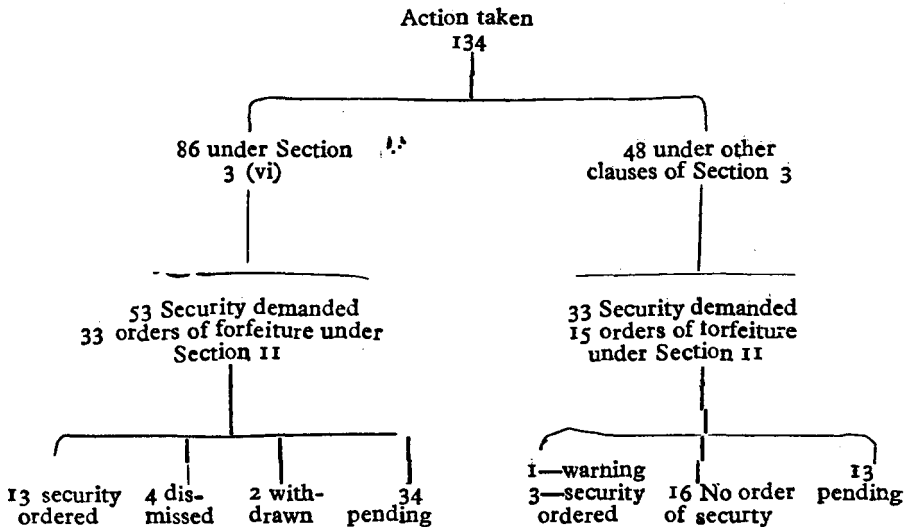 Action taken
134
86 under Section
3 (vi)
48 under other
clauses of Section 3
53 Security demanded
33 orders of forfeiture under
Section 11
33 Security demanded
15 orders of torfeiture
under Section 11
13 security
ordered
4 dis-
missed
2 with-
drawn
34
pending
1—warning
3—security
ordered
16 No order
of securty
13
pending